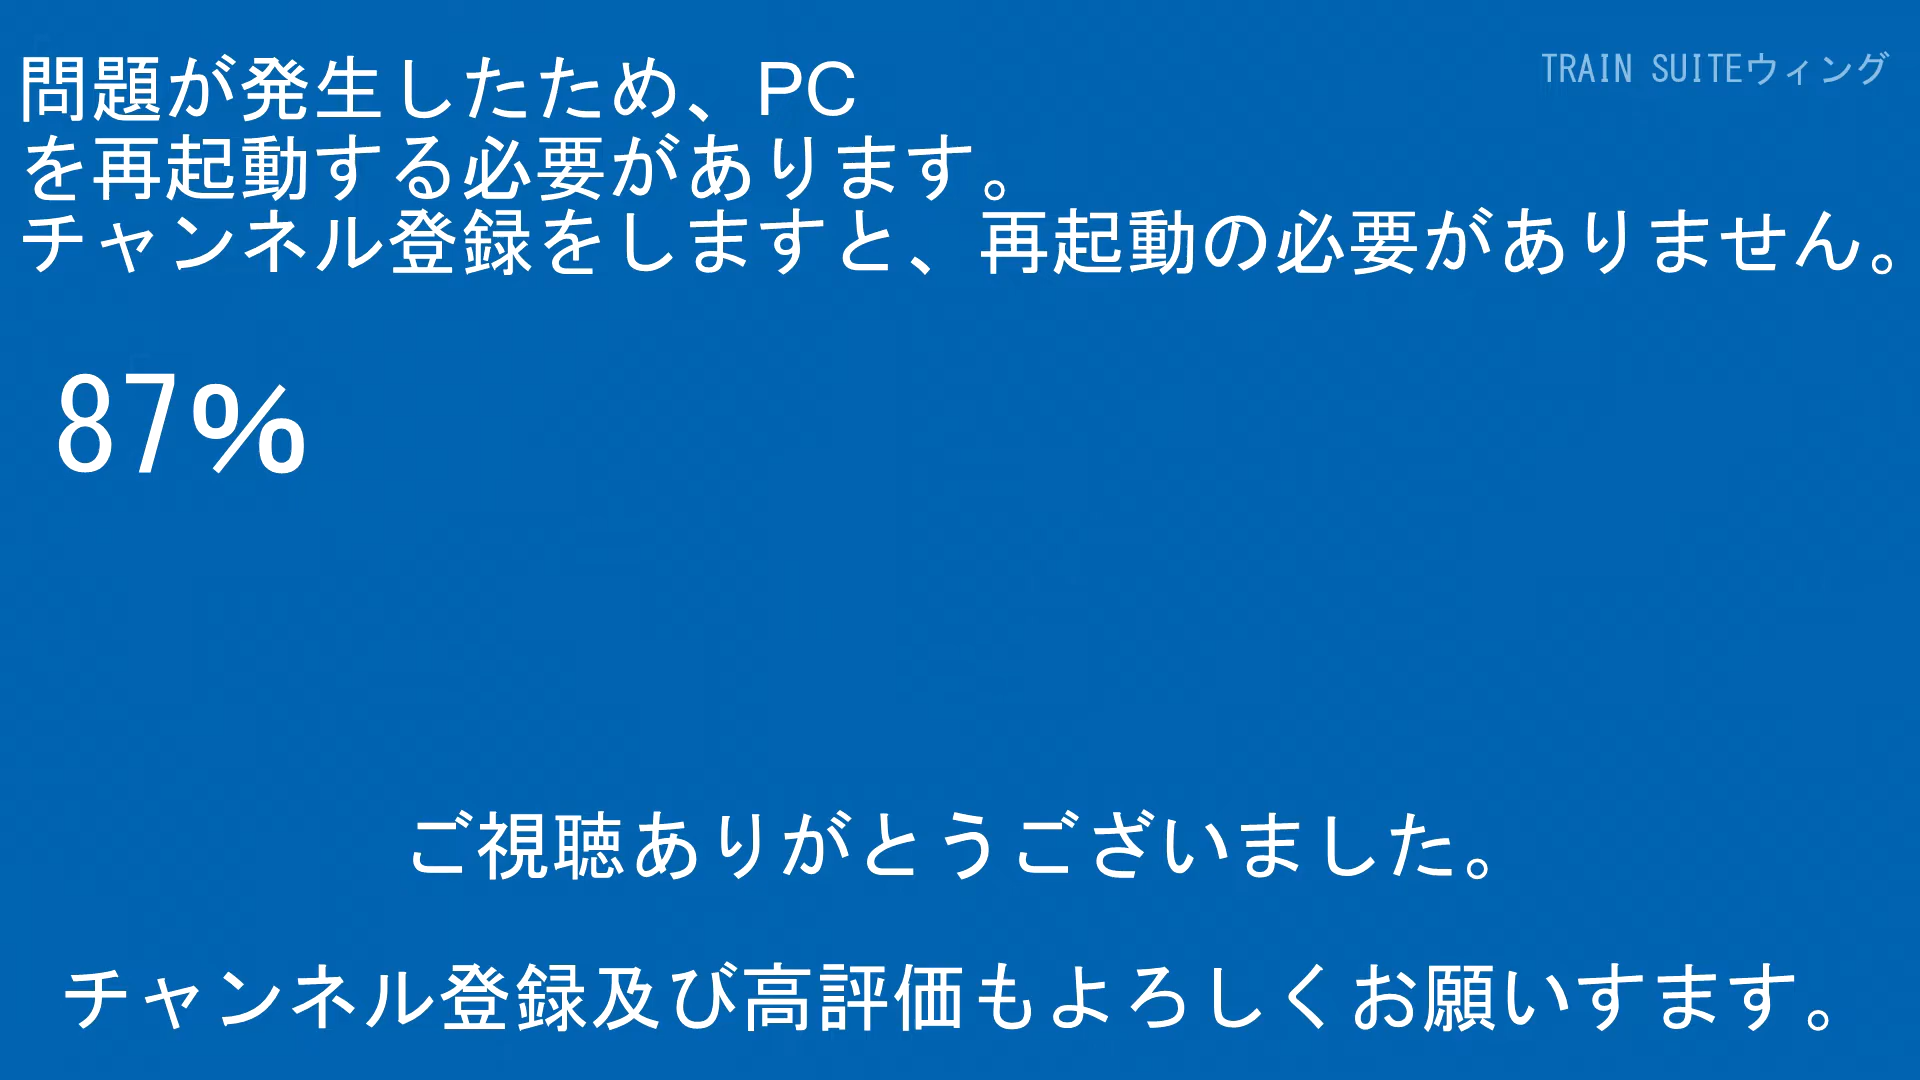 TRAIN SUITEウィング
問題が発生したため、PC
を再起動する必要があります。
チャンネル登録をしますと、再起動の必要がありません。
87%
ご視聴ありがとうございました。
チャンネル登録及び高評価もよろしくお願いすます。